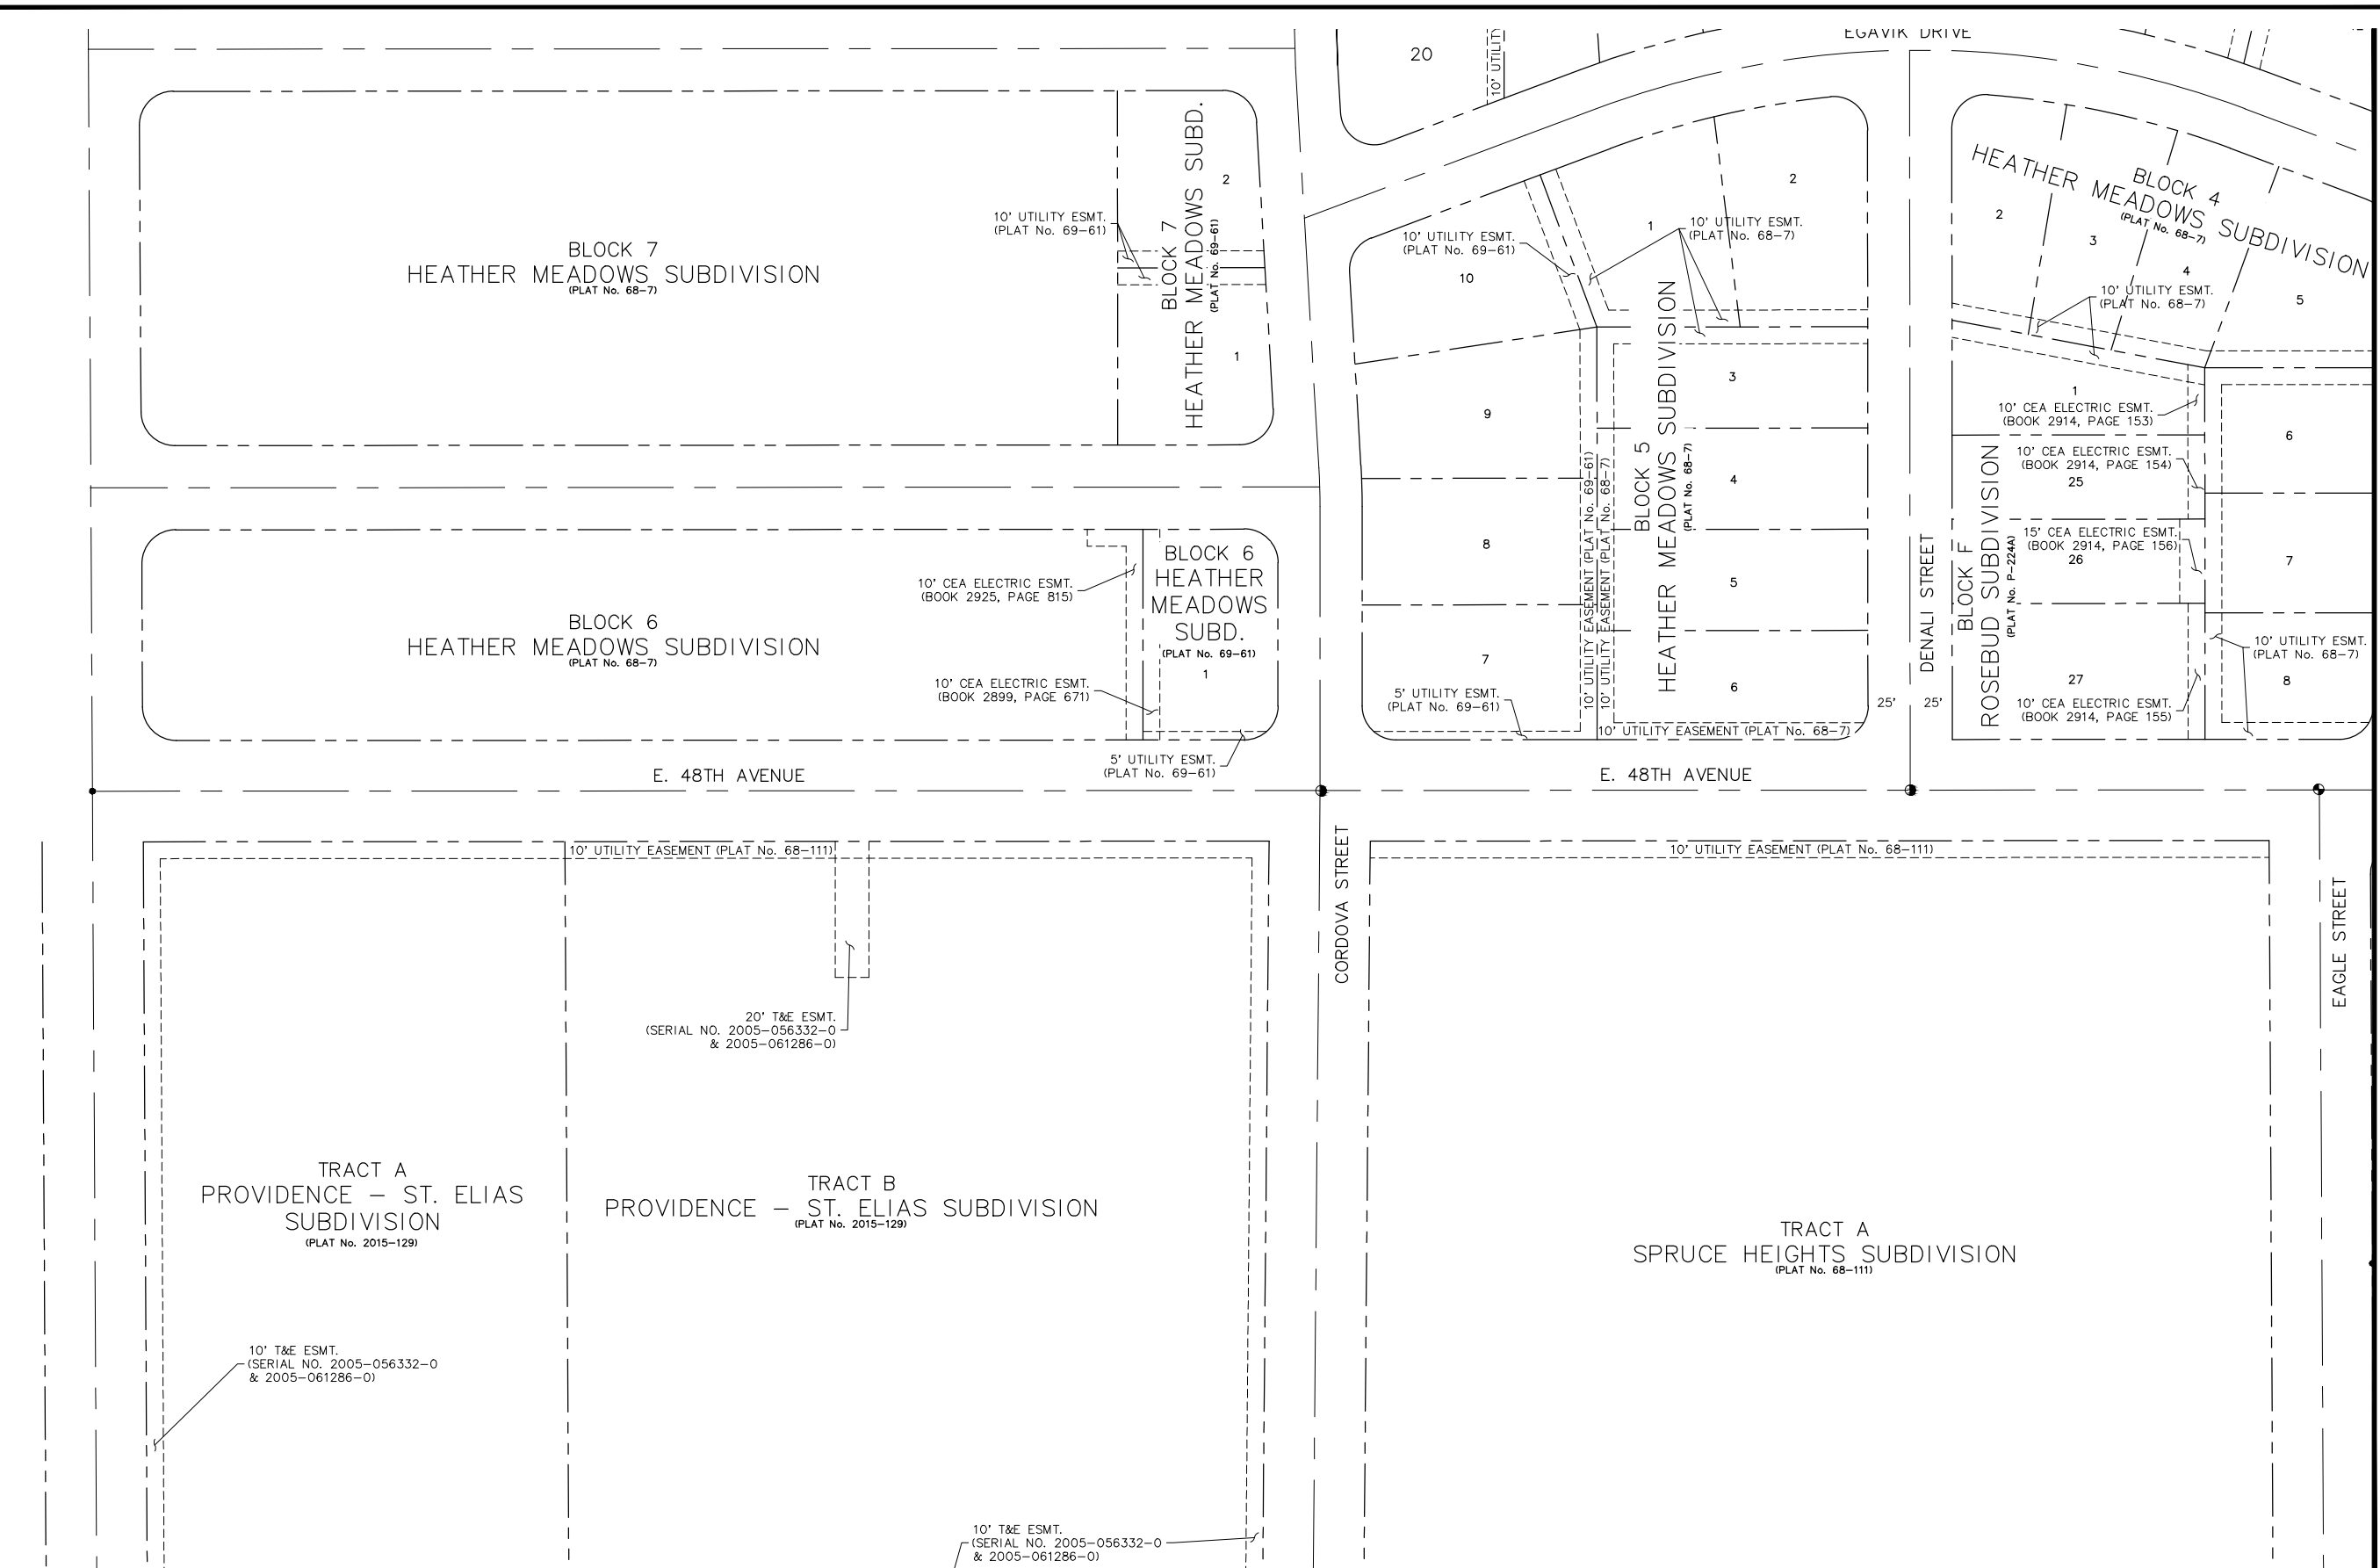 EGAVIK DRIVE
20
10' UTILITY
BLOCK 7
HEATHER MEADOWS SUBDIVISION
(PLAT No. 68-7)
10' UTILITY ESMT.
(PLAT No. 69-61)
BLOCK 7
HEATHER MEADOWS SUBD.
(PLAT No. 69-61)
2
1
10' UTILITY ESMT.
(PLAT No. 69-61)
10
1
10' UTILITY ESMT.
(PLAT No. 68-7)
2
9
8
7
10' UTILITY EASEMENT (PLAT No. 69-61)
10' UTILITY EASEMENT (PLAT No. 68-7)
BLOCK 5
HEATHER MEADOWS SUBDIVISION
(PLAT No. 68-7)
3
4
5
6
5' UTILITY ESMT.
(PLAT No. 69-61)
10' UTILITY EASEMENT (PLAT No. 68-7)
25' 25'
DENALI STREET
BLOCK 4
HEATHER MEADOWS SUBDIVISION
(PLAT No. 68-7)
2
3
4
5
10' UTILITY ESMT.
(PLAT No. 68-7)
1
10' CEA ELECTRIC ESMT.
(BOOK 2914, PAGE 153)
10' CEA ELECTRIC ESMT.
(BOOK 2914, PAGE 154)
25
15' CEA ELECTRIC ESMT.
(BOOK 2914, PAGE 156)
26
27
10' CEA ELECTRIC ESMT.
(BOOK 2914, PAGE 155)
BLOCK F
ROSEBUD SUBDIVISION
(PLAT No. P-224A)
6
7
10' UTILITY ESMT.
(PLAT No. 68-7)
8
BLOCK 6
HEATHER MEADOWS SUBDIVISION
(PLAT No. 68-7)
10' CEA ELECTRIC ESMT.
(BOOK 2925, PAGE 815)
10' CEA ELECTRIC ESMT.
(BOOK 2899, PAGE 671)
BLOCK 6
HEATHER
MEADOWS
SUBD.
(PLAT No. 69-61)
1
5' UTILITY ESMT.
(PLAT No. 69-61)
E. 48TH AVENUE
E. 48TH AVENUE
10' UTILITY EASEMENT (PLAT No. 68-111)
CORDOVA STREET
10' UTILITY EASEMENT (PLAT No. 68-111)
EAGLE STREET
20' T&E ESMT.
(SERIAL NO. 2005-056332-0
& 2005-061286-0)
TRACT A
PROVIDENCE - ST. ELIAS
SUBDIVISION
(PLAT No. 2015-129)
TRACT B
PROVIDENCE - ST. ELIAS SUBDIVISION
(PLAT No. 2015-129)
TRACT A
SPRUCE HEIGHTS SUBDIVISION
(PLAT No. 68-111)
10' T&E ESMT.
(SERIAL NO. 2005-056332-0
& 2005-061286-0)
10' T&E ESMT.
(SERIAL NO. 2005-056332-0
& 2005-061286-0)